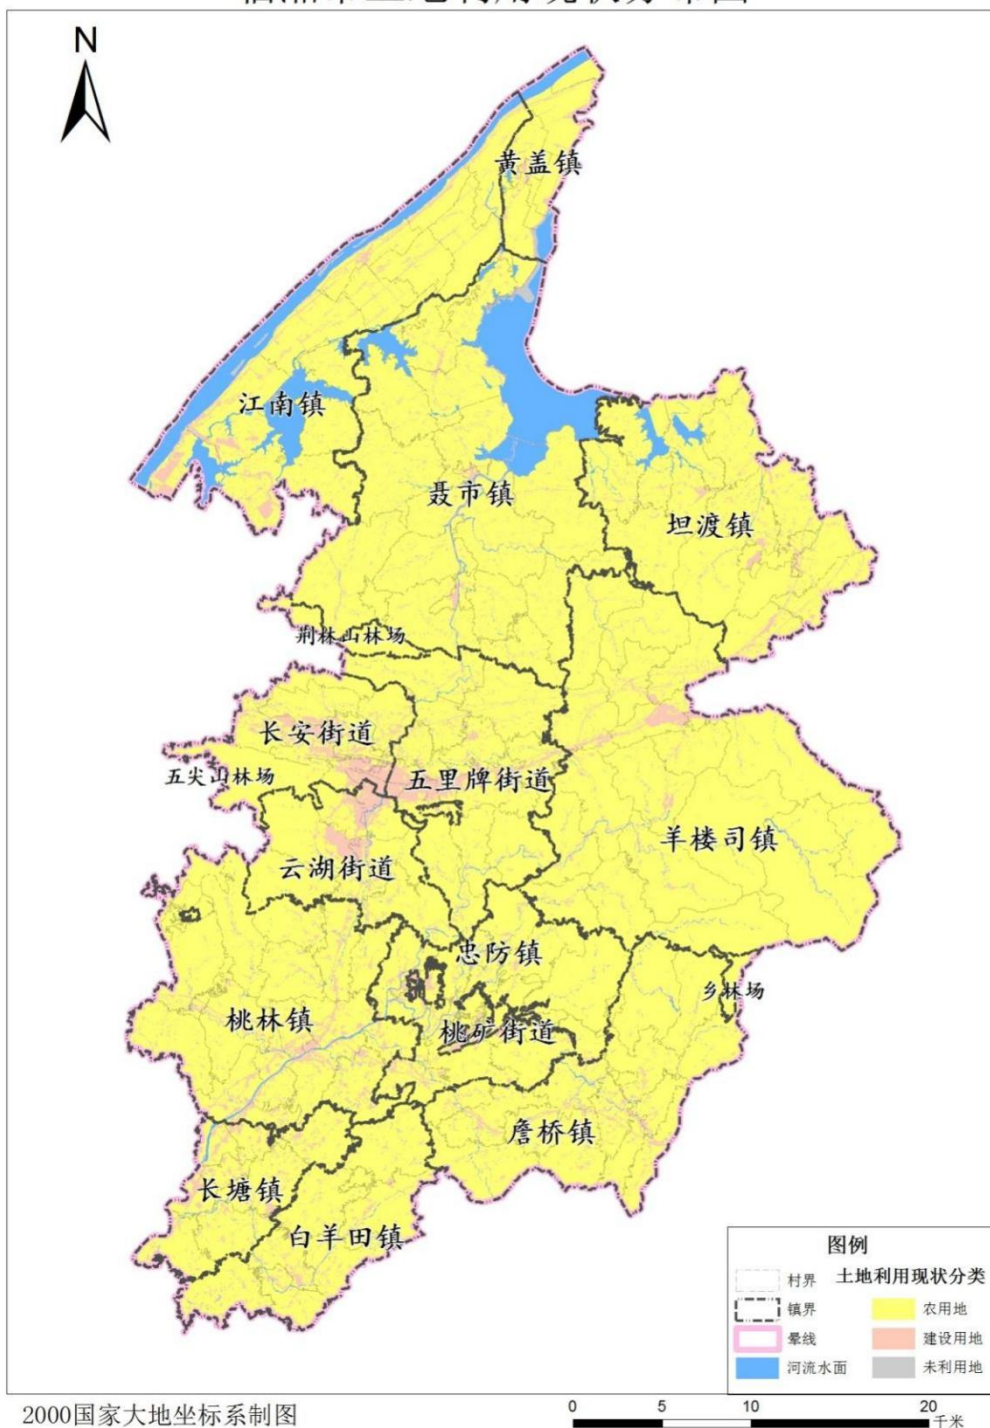 N
黄盖镇
江南镇
聂市镇
坦渡镇
荆林山林场
长安街道
五尖山林场
五里牌街道
羊楼司镇
云湖街道
忠防镇
乡林场
桃林镇
桃矿街道
詹桥镇
长塘镇
白羊田镇
图例
村界
土地利用现状分类
镇界
农用地
晕线
建设用地
河流水面
未利用地
2000国家大地坐标系制图
0 5 10 20
千米